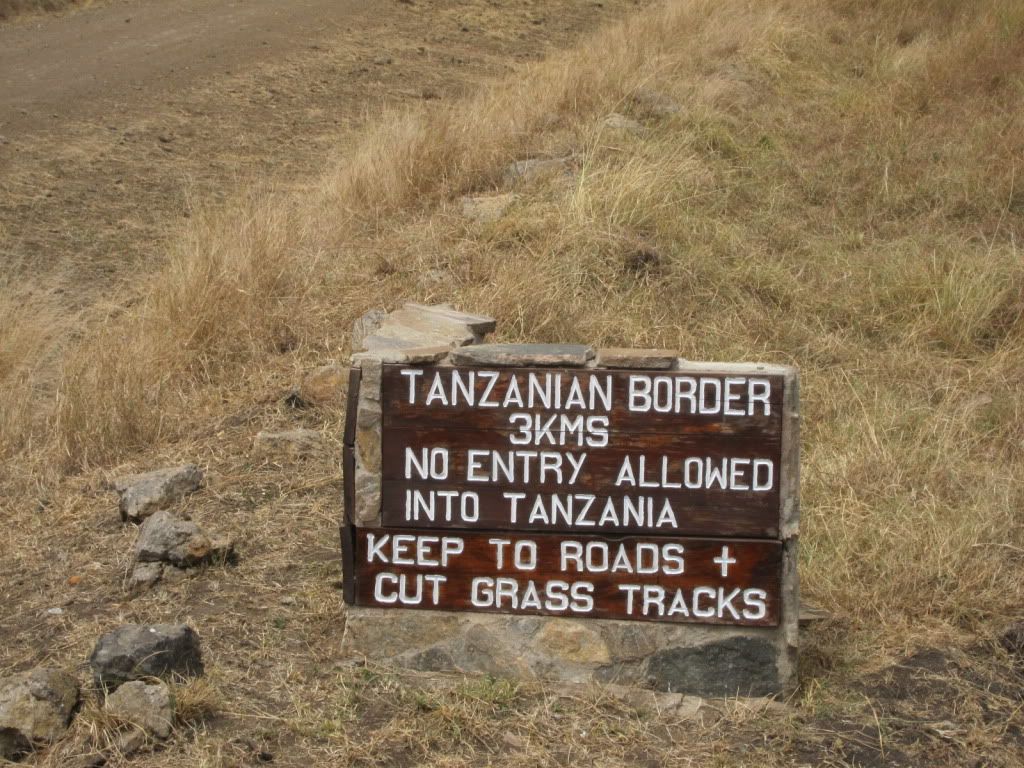 TANZANIAN BORDER
3KMS
NO ENTRY ALLOWED
INTO TANZANIA
KEEP TO ROADS +
CUT GRASS TRACKS